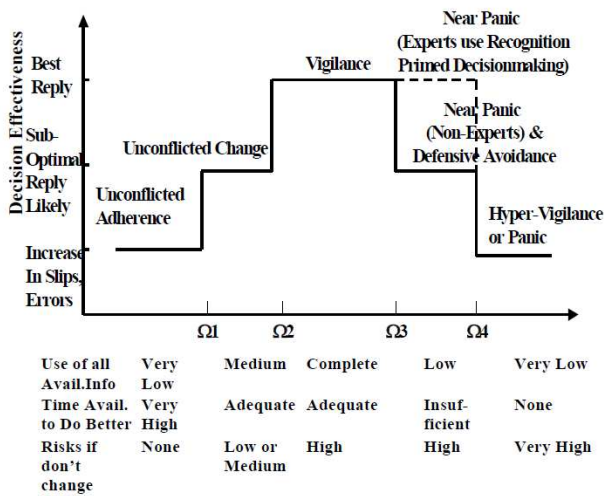 Decision Effectiveness
Near Panic
(Experts use Recognition
Primed Decisionmaking)
Best
Reply
Vigilance
Near Panic
(Non-Experts) &
Defensive Avoidance
Sub-
Optimal
Reply
Likely
Unconflicted Change
Unconflicted
Adherence
Hyper-Vigilance
or Panic
Increase
In Slips,
Errors
Ω1 Ω2 Ω3 Ω4
Use of all Very Medium Complete Low Very Low
Avail.Info Low
Time Avail. Very Adequate Adequate Insuf- None
to Do Better High ficient
Risks if None Low or High High Very High
don't Medium
change